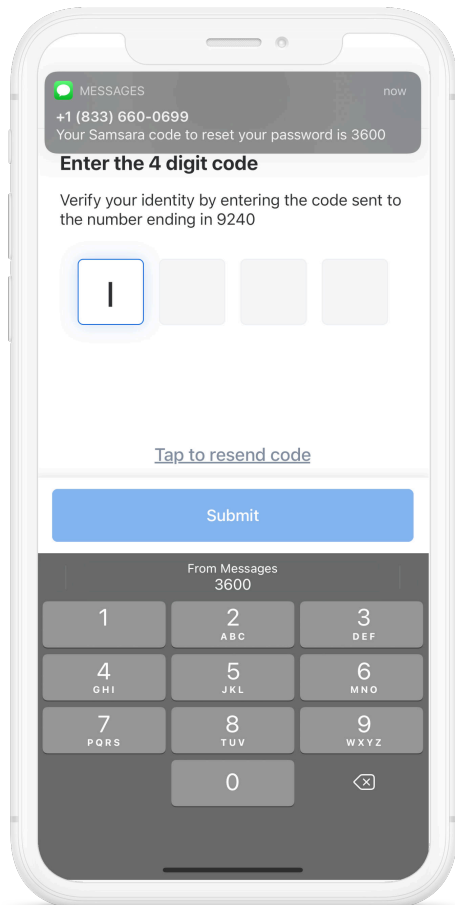 MESSAGES now
+1 (833) 660-0699
Your Samsara code to reset your password is 3600
Enter the 4 digit code
Verify your identity by entering the code sent to
the number ending in 9240
Tap to resend code
Submit
From Messages
3600
1 2 3
ABC DEF
4 5 6
GHI JKL MNO
7 8 9
PQRS TUV WXYZ
0